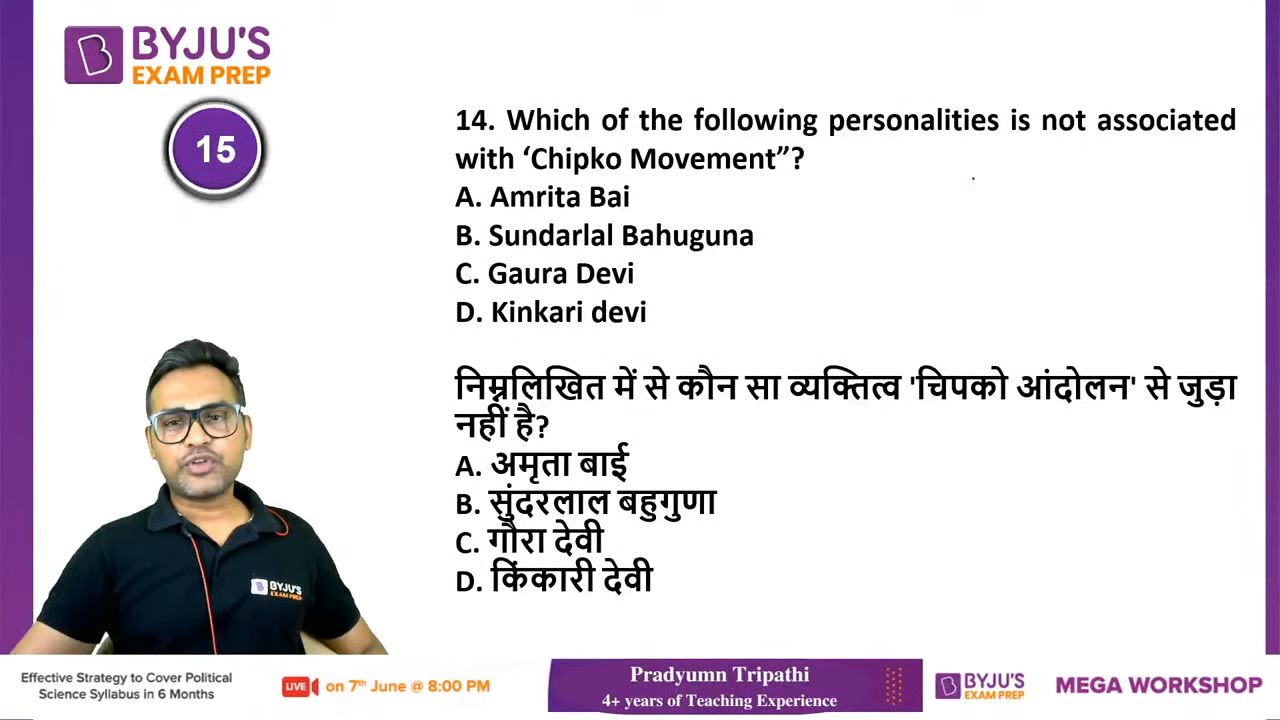 BYJU'S
EXAM PREP
15
14. Which of the following personalities is not associated
with ‘Chipko Movement”?
A. Amrita Bai
B. Sundarlal Bahuguna
C. Gaura Devi
D. Kinkari devi
निम्नलिखित में से कौन सा व्यक्तित्व 'चिपको आंदोलन' से जुड़ा
नहीं है?
A. अमृता बाई
B. सुंदरलाल बहुगुणा
C. गौरा देवी
D. किंकारी देवी
BYJU'S
EXAM PREP
Effective Strategy to Cover Political
Science Syllabus in 6 Months
LIVE on 7th June @ 8:00 PM
Pradyumn Tripathi
4+ years of Teaching Experience
BYJU'S
EXAM PREP
MEGA WORKSHOP